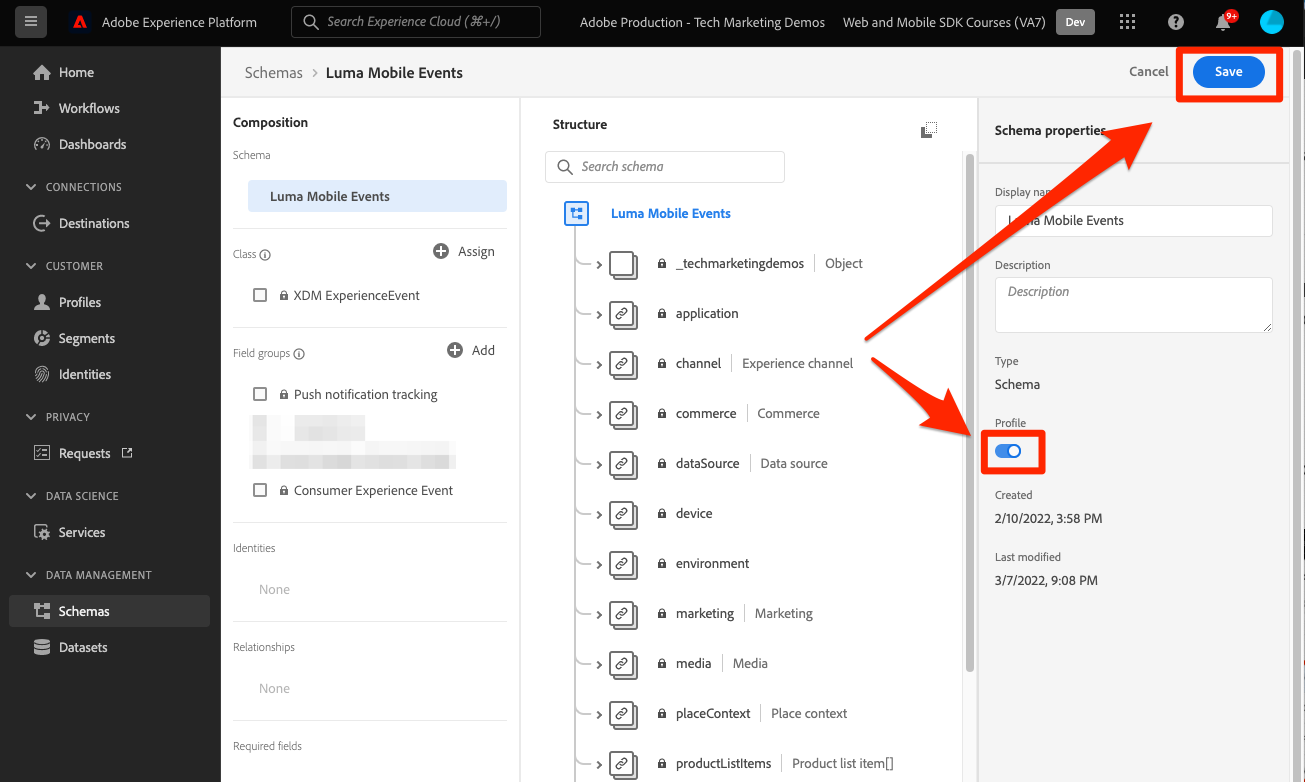 Adobe Experience Platform
Search Experience Cloud (⌘+/)
Adobe Production - Tech Marketing Demos
Web and Mobile SDK Courses (VA7)
Dev
9+
Home
Workflows
Dashboards
CONNECTIONS
Destinations
CUSTOMER
Profiles
Segments
Identities
PRIVACY
Requests
DATA SCIENCE
Services
DATA MANAGEMENT
Schemas
Datasets
Schemas > Luma Mobile Events
Cancel
Save
Composition
Schema
Luma Mobile Events
Class
Assign
XDM ExperienceEvent
Field groups
Add
Push notification tracking
Consumer Experience Event
Identities
None
Relationships
None
Required fields
Structure
Search schema
Luma Mobile Events
_techmarketingdemos Object
application
channel Experience channel
commerce Commerce
dataSource Data source
device
environment
marketing Marketing
media Media
placeContext Place context
productListItems Product list item[]
Schema properties
Display name
Luma Mobile Events
Description
Description
Type
Schema
Profile
Created
2/10/2022, 3:58 PM
Last modified
3/7/2022, 9:08 PM